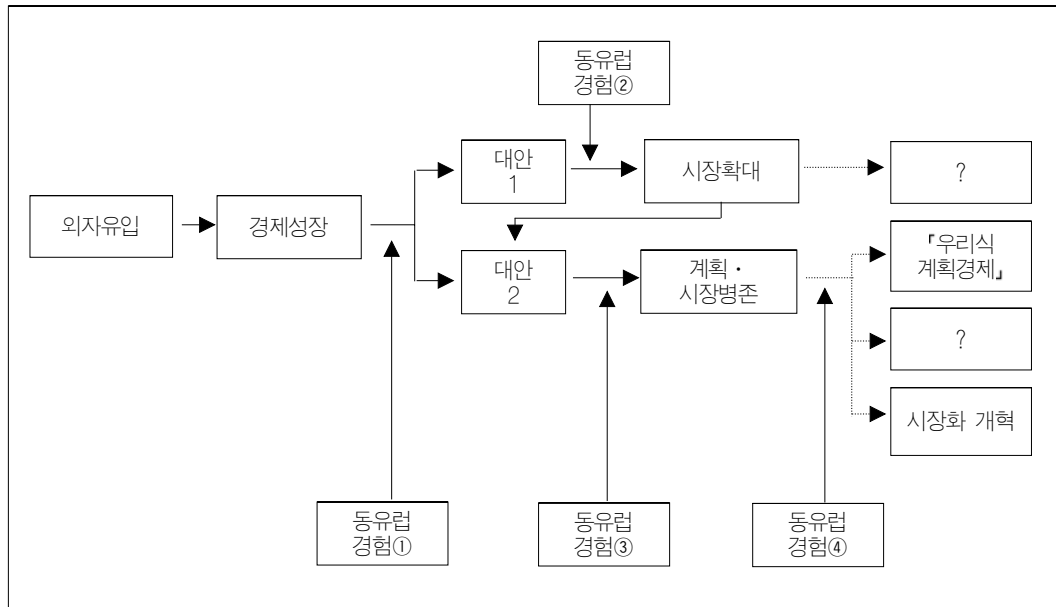 동유럽
경험②
대안
1
시장확대
?
외자유입
경제성장
『우리식
계획경제』
대안
2
계획·
시장병존
?
시장화 개혁
동유럽
경험①
동유럽
경험③
동유럽
경험④